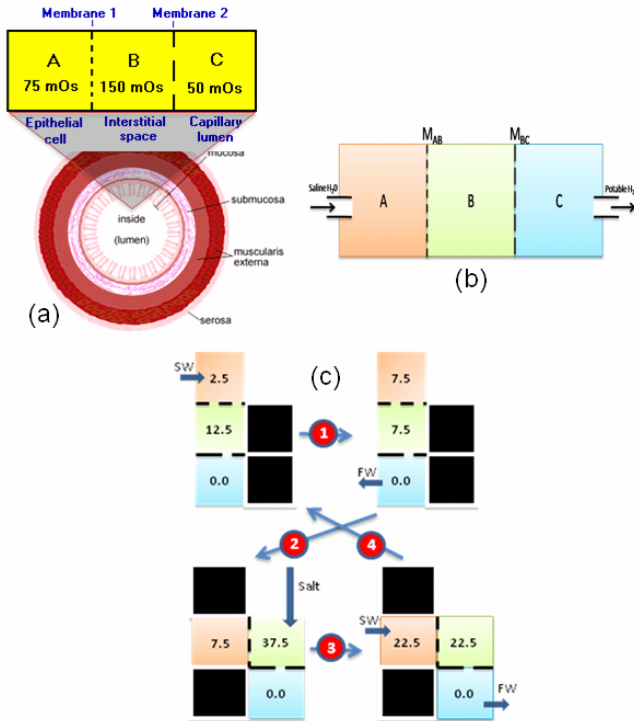 Membrane 1 Membrane 2
A B C
75 mOs 150 mOs 50 mOs
Epithelial cell
Interstitial space
Capillary lumen
mucosa
submucosa
inside
(lumen)
muscularis
externa
serosa
(a)
M_AB M_BC
Saline H₂O
A B C
Potable H₂
(b)
(c)
SW
2.5
12.5
0.0
1
7.5
7.5
FW
0.0
2
4
Salt
7.5 37.5
0.0
3
SW
22.5 22.5
0.0 FW